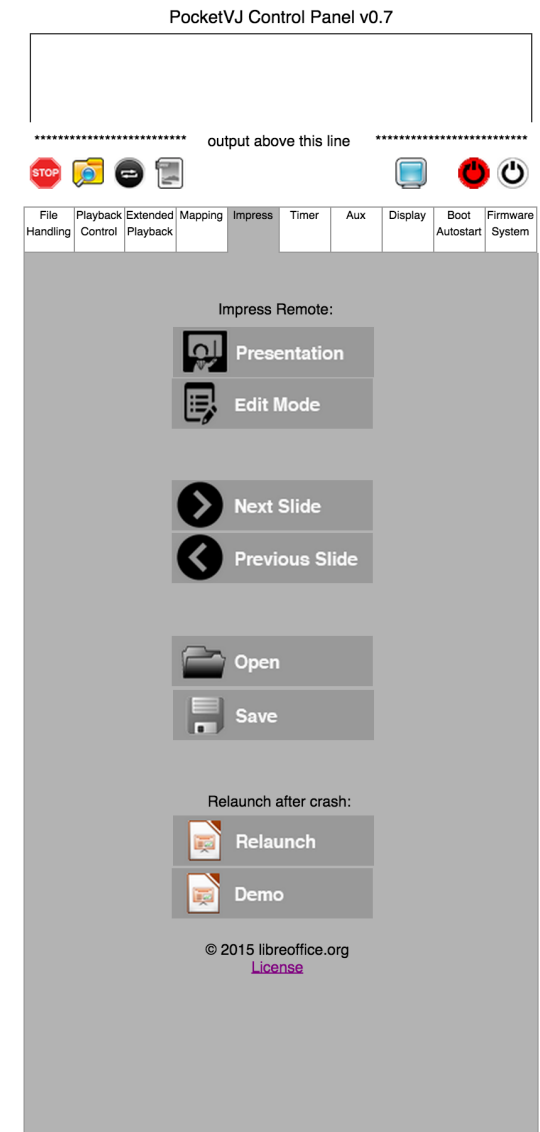 PocketVJ Control Panel v0.7
************************** output above this line **************************
STOP
File Handling
Playback Control
Extended Playback
Mapping
Impress
Timer
Aux
Display
Boot Autostart
Firmware System
Impress Remote:
Presentation
Edit Mode
Next Slide
Previous Slide
Open
Save
Relaunch after crash:
Relaunch
Demo
© 2015 libreoffice.org
License